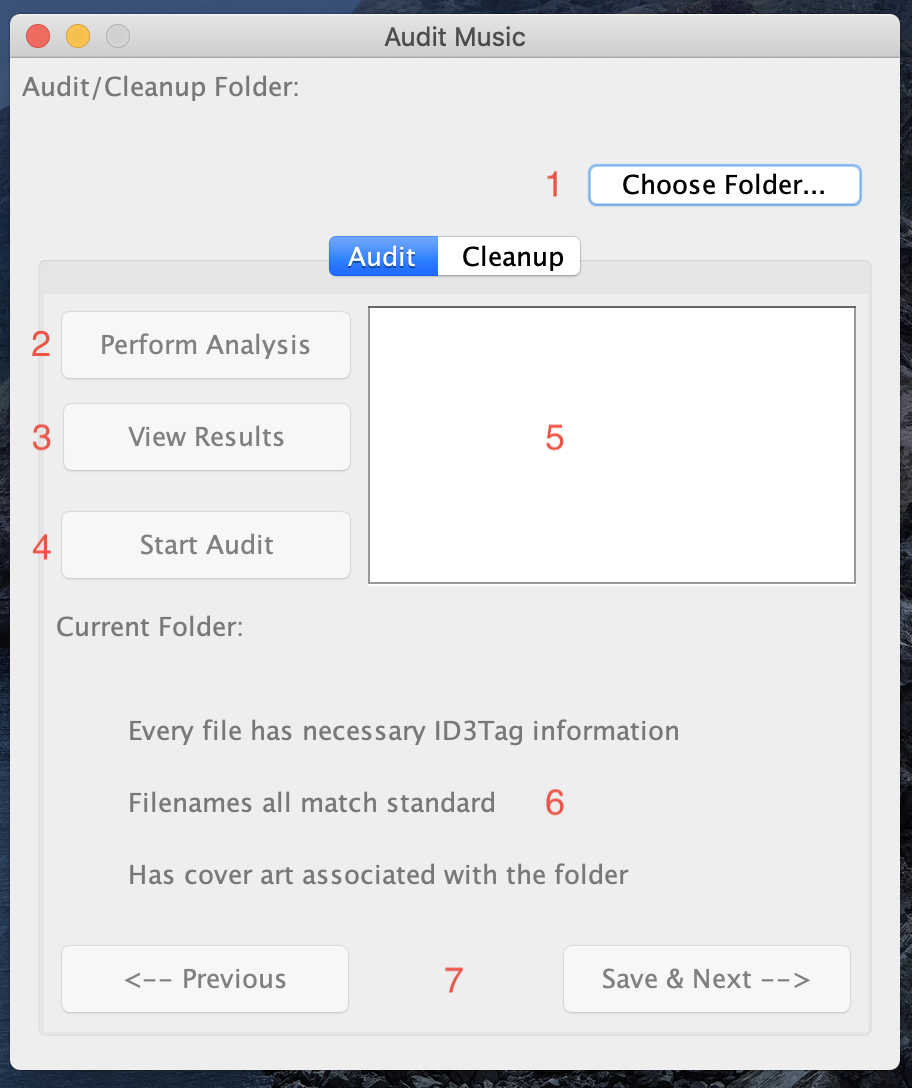 Audit Music
Audit/Cleanup Folder:
1 Choose Folder...
Audit Cleanup
2 Perform Analysis
3 View Results
5
4 Start Audit
Current Folder:
Every file has necessary ID3Tag information
Filenames all match standard 6
Has cover art associated with the folder
<-- Previous 7 Save & Next -->